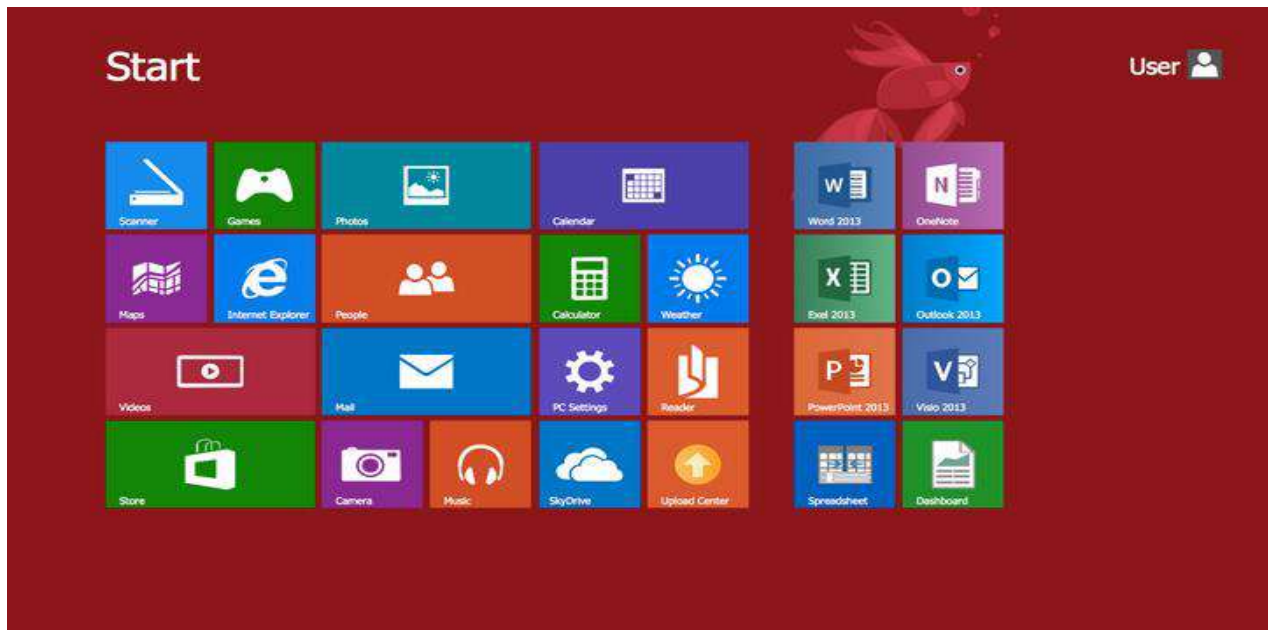 Start
User
Scanner
Games
Photos
Calendar
Word 2013
OneNote
Maps
Internet Explorer
People
Calculator
Weather
Exel 2013
Outlook 2013
Videos
Mail
PC Settings
Reader
PowerPoint 2013
Visio 2013
Store
Camera
Music
SkyDrive
Upload Center
Spreadsheet
Dashboard
W
N
X
O
P
V